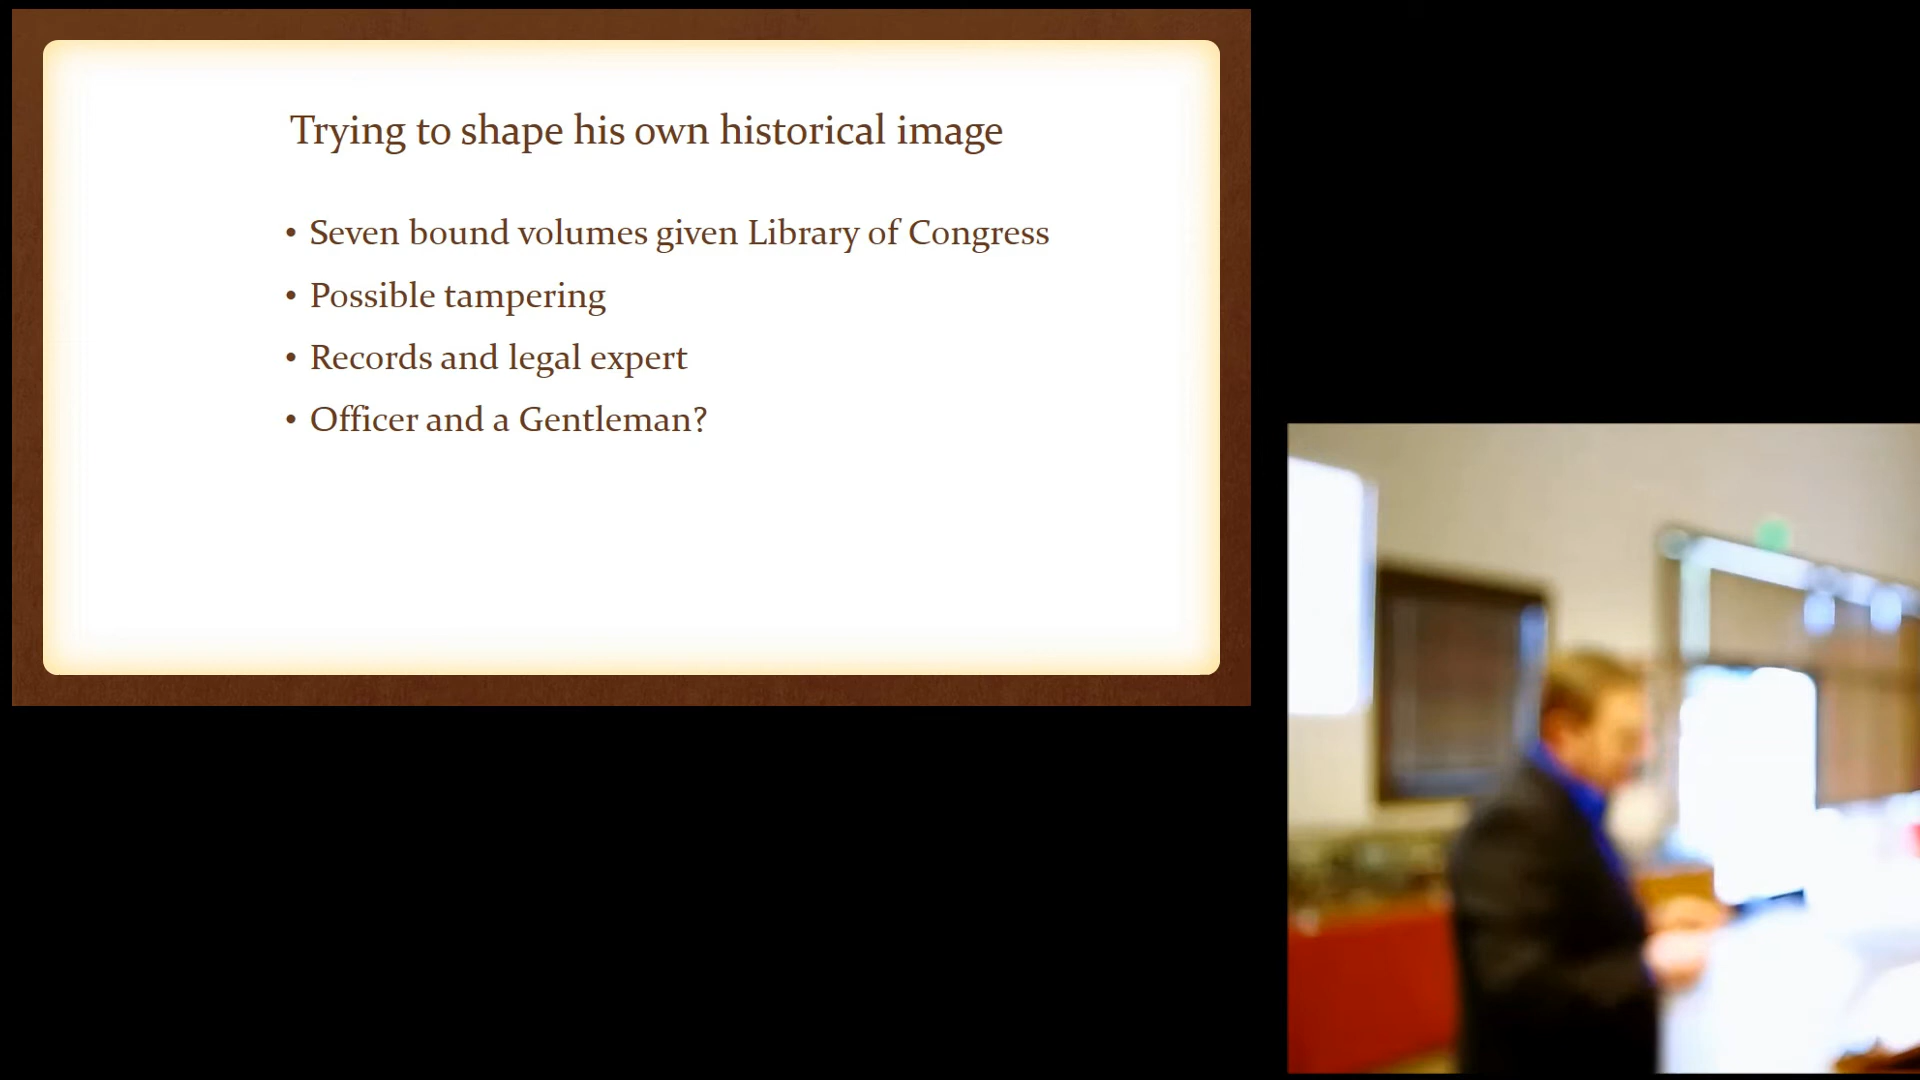 Trying to shape his own historical image
• Seven bound volumes given Library of Congress
• Possible tampering
• Records and legal expert
• Officer and a Gentleman?